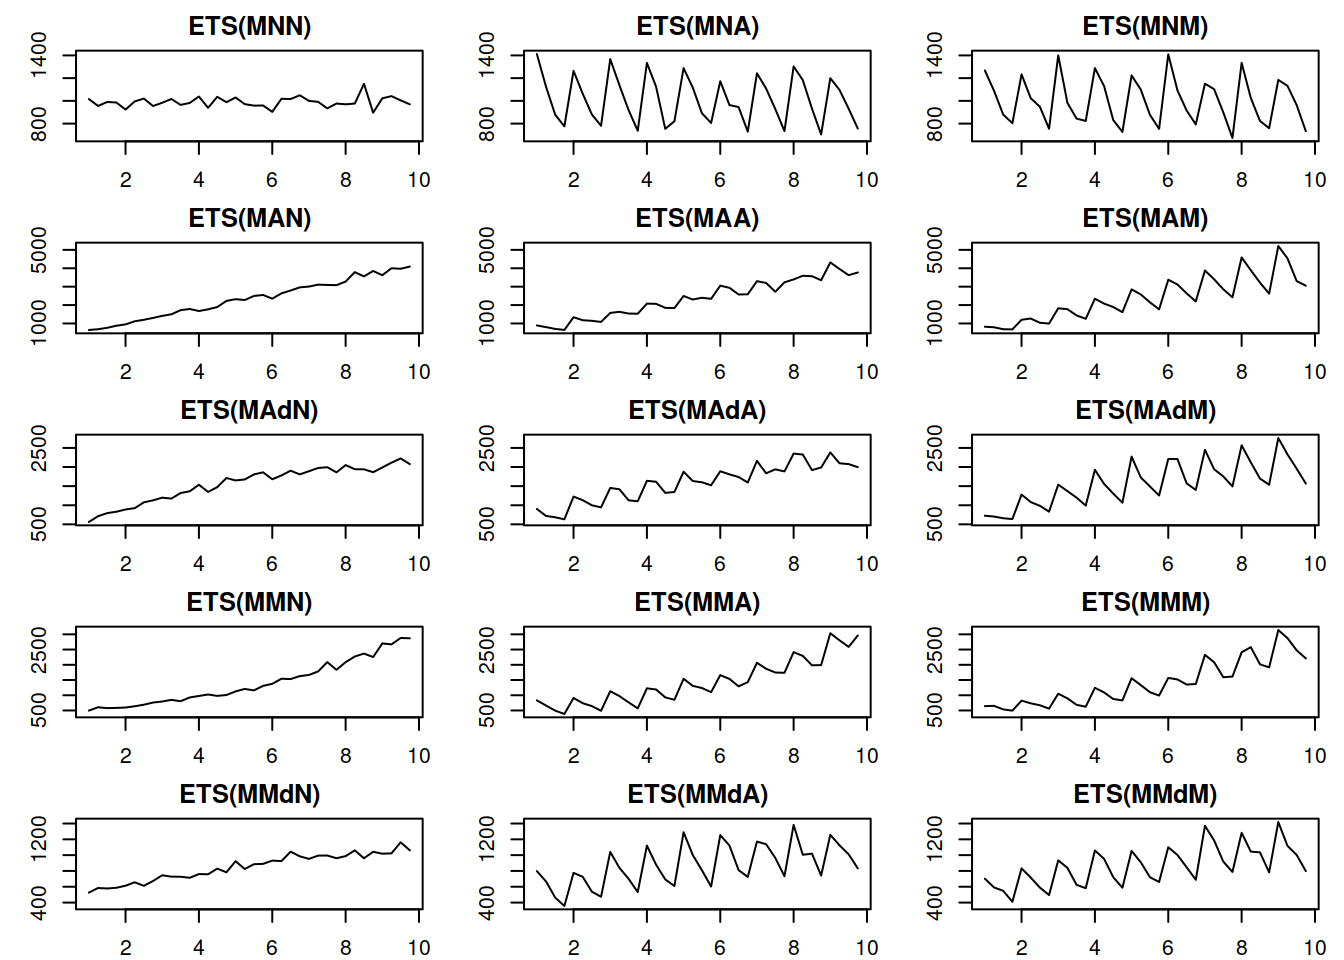 ETS(MNN) ETS(MNA) ETS(MNM)
1400 1400 1400
800 800 800
2 4 6 8 10 2 4 6 8 10 2 4 6 8 10
ETS(MAN) ETS(MAA) ETS(MAM)
5000 5000 5000
1000 1000 1000
2 4 6 8 10 2 4 6 8 10 2 4 6 8 10
ETS(MAdN) ETS(MAdA) ETS(MAdM)
2500 2500 2500
500 500 500
2 4 6 8 10 2 4 6 8 10 2 4 6 8 10
ETS(MMN) ETS(MMA) ETS(MMM)
2500 2500 2500
500 500 500
2 4 6 8 10 2 4 6 8 10 2 4 6 8 10
ETS(MMdN) ETS(MMdA) ETS(MMdM)
1200 1200 1200
400 400 400
2 4 6 8 10 2 4 6 8 10 2 4 6 8 10